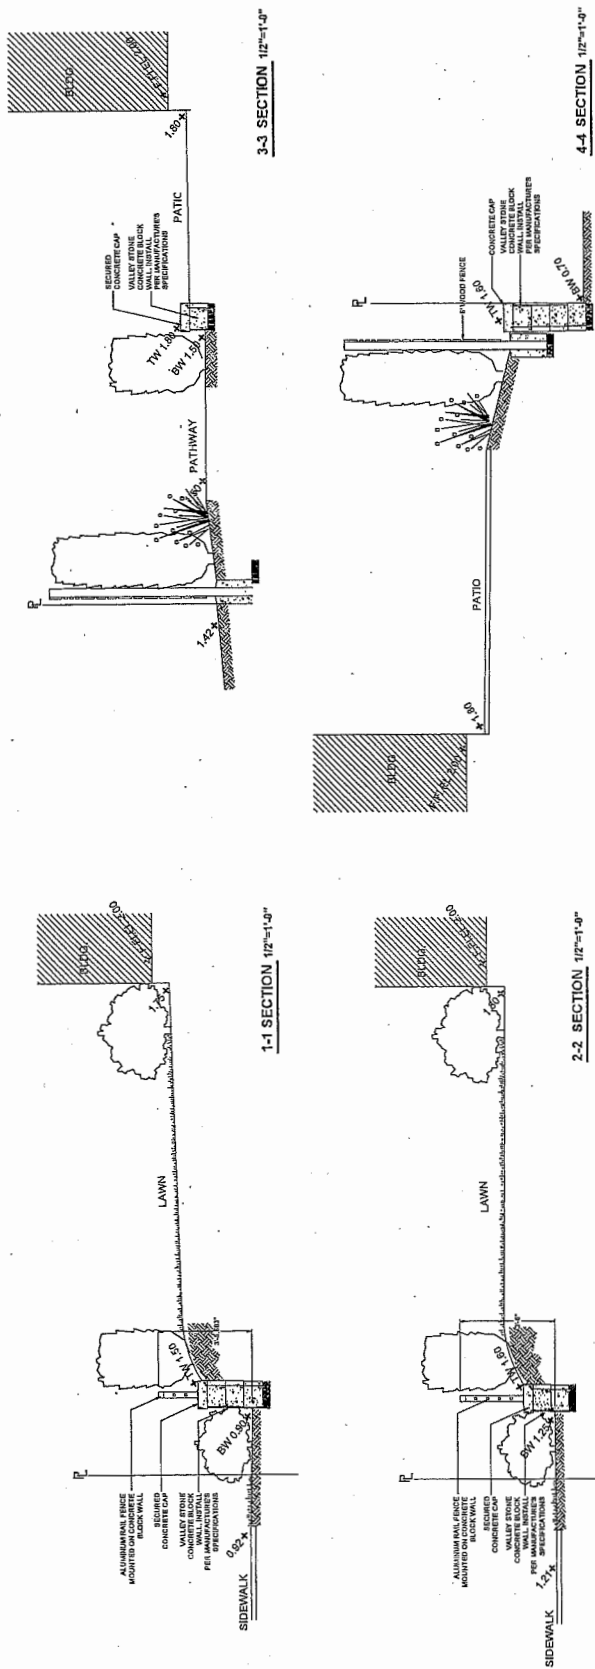 BLDG.
1.80 ×
SECURED
CONCRETE CAP
VALLEY STONE
CONCRETE BLOCK
WALL. INSTALL
PER MANUFACTURE'S
SPECIFICATIONS
PATIO
TW 1.80
PATHWAY
PL
1.42 ×
3-3 SECTION 1/2"=1'-0"
PL
CONCRETE CAP
VALLEY STONE
CONCRETE BLOCK
WALL. INSTALL
PER MANUFACTURE'S
SPECIFICATIONS
TW 1.60
BW 0.70
WOOD FENCE
PATIO
× 1.80
BLDG.
4-4 SECTION 1/2"=1'-0"
BLDG.
LAWN
TW 1.50
BW 0.90
PL
ALUMINUM RAIL FENCE
MOUNTED ON CONCRETE
BLOCK WALL
SECURED
CONCRETE CAP
VALLEY STONE
CONCRETE BLOCK
WALL. INSTALL
PER MANUFACTURE'S
SPECIFICATIONS
0.92 ×
SIDEWALK
1-1 SECTION 1/2"=1'-0"
BLDG.
LAWN
TW 1.60
BW 1.25
PL
ALUMINUM RAIL FENCE
MOUNTED ON CONCRETE
BLOCK WALL
SECURED
CONCRETE CAP
VALLEY STONE
CONCRETE BLOCK
WALL. INSTALL
PER MANUFACTURE'S
SPECIFICATIONS
1.21 ×
SIDEWALK
2-2 SECTION 1/2"=1'-0"